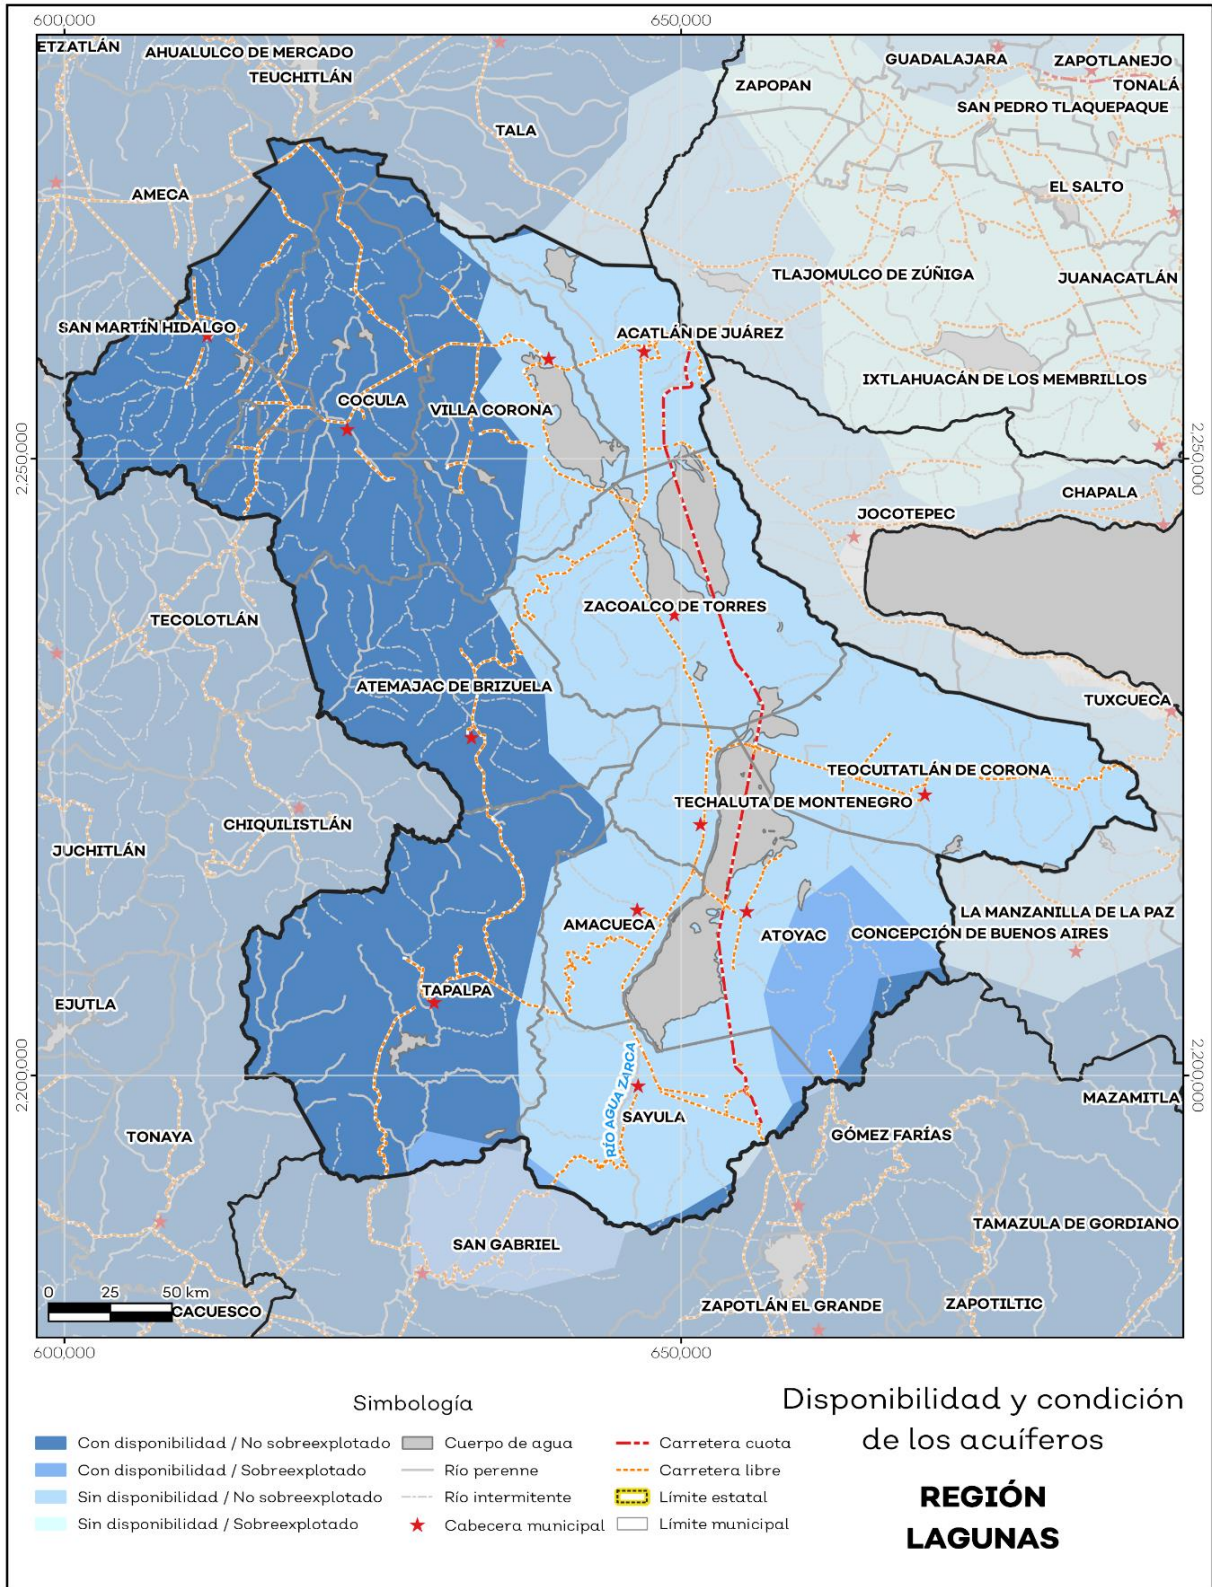 600,000
650,000
ETZATLÁN
AHUALULCO DE MERCADO
TEUCHITLÁN
GUADALAJARA
ZAPOTLANEJO
ZAPOPAN
TONALÁ
SAN PEDRO TLAQUEPAQUE
TALA
AMECA
EL SALTO
TLAJOMULCO DE ZÚÑIGA
JUANACATLÁN
SAN MARTÍN HIDALGO
ACATLÁN DE JUÁREZ
IXTLAHUACÁN DE LOS MEMBRILLOS
COCULA
VILLA CORONA
2,250,000
2,250,000
CHAPALA
JOCOTEPEC
ZACOALCO DE TORRES
TECOLOTLÁN
ATEMAJAC DE BRIZUELA
TUXCUECA
TEOCUITATLÁN DE CORONA
TECHALUTA DE MONTENEGRO
CHIQUILISTLÁN
JUCHITLÁN
LA MANZANILLA DE LA PAZ
AMACUECA
ATOYAC
CONCEPCIÓN DE BUENOS AIRES
TAPALPA
EJUTLA
2,200,000
2,200,000
RÍO AGUA ZARCA
MAZAMITLA
SAYULA
TONAYA
GÓMEZ FARÍAS
TAMAZULA DE GORDIANO
SAN GABRIEL
0 25 50 km
CACUESCO
ZAPOTLÁN EL GRANDE
ZAPOTILTIC
600,000
650,000
Simbología
Con disponibilidad / No sobreexplotado
Con disponibilidad / Sobreexplotado
Sin disponibilidad / No sobreexplotado
Sin disponibilidad / Sobreexplotado
Cuerpo de agua
Río perenne
Río intermitente
Cabecera municipal
Carretera cuota
Carretera libre
Límite estatal
Límite municipal
Disponibilidad y condición
de los acuíferos
REGIÓN
LAGUNAS